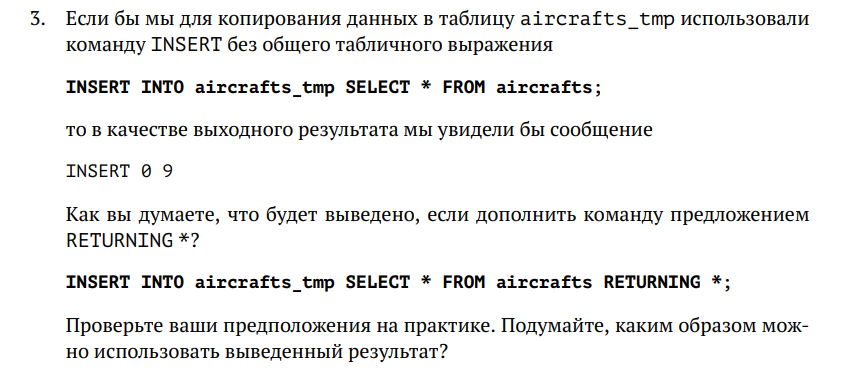 3. Если бы мы для копирования данных в таблицу aircrafts_tmp использовали
команду INSERT без общего табличного выражения
INSERT INTO aircrafts_tmp SELECT * FROM aircrafts;
то в качестве выходного результата мы увидели бы сообщение
INSERT 0 9
Как вы думаете, что будет выведено, если дополнить команду предложением
RETURNING *?
INSERT INTO aircrafts_tmp SELECT * FROM aircrafts RETURNING *;
Проверьте ваши предположения на практике. Подумайте, каким образом мож-
но использовать выведенный результат?